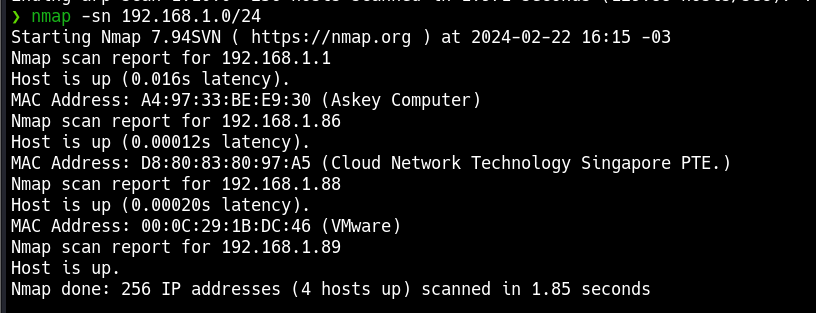 ❯ nmap -sn 192.168.1.0/24
Starting Nmap 7.94SVN ( https://nmap.org ) at 2024-02-22 16:15 -03
Nmap scan report for 192.168.1.1
Host is up (0.016s latency).
MAC Address: A4:97:33:BE:E9:30 (Askey Computer)
Nmap scan report for 192.168.1.86
Host is up (0.00012s latency).
MAC Address: D8:80:83:80:97:A5 (Cloud Network Technology Singapore PTE.)
Nmap scan report for 192.168.1.88
Host is up (0.00020s latency).
MAC Address: 00:0C:29:1B:DC:46 (VMware)
Nmap scan report for 192.168.1.89
Host is up.
Nmap done: 256 IP addresses (4 hosts up) scanned in 1.85 seconds